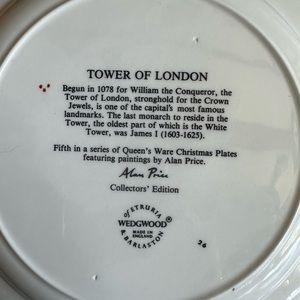 TOWER OF LONDON
Begun in 1078 for William the Conqueror, the
Tower of London, stronghold for the Crown
Jewels, is one of the capital's most famous
landmarks. The last monarch to reside in the
Tower, the oldest part of which is the White
Tower, was James I (1603-1625).
Fifth in a series of Queen's Ware Christmas Plates
featuring paintings by Alan Price.
Alan Price
Collectors' Edition
OF ETRURIA
WEDGWOOD®
MADE IN
ENGLAND
& BARLASTON
26